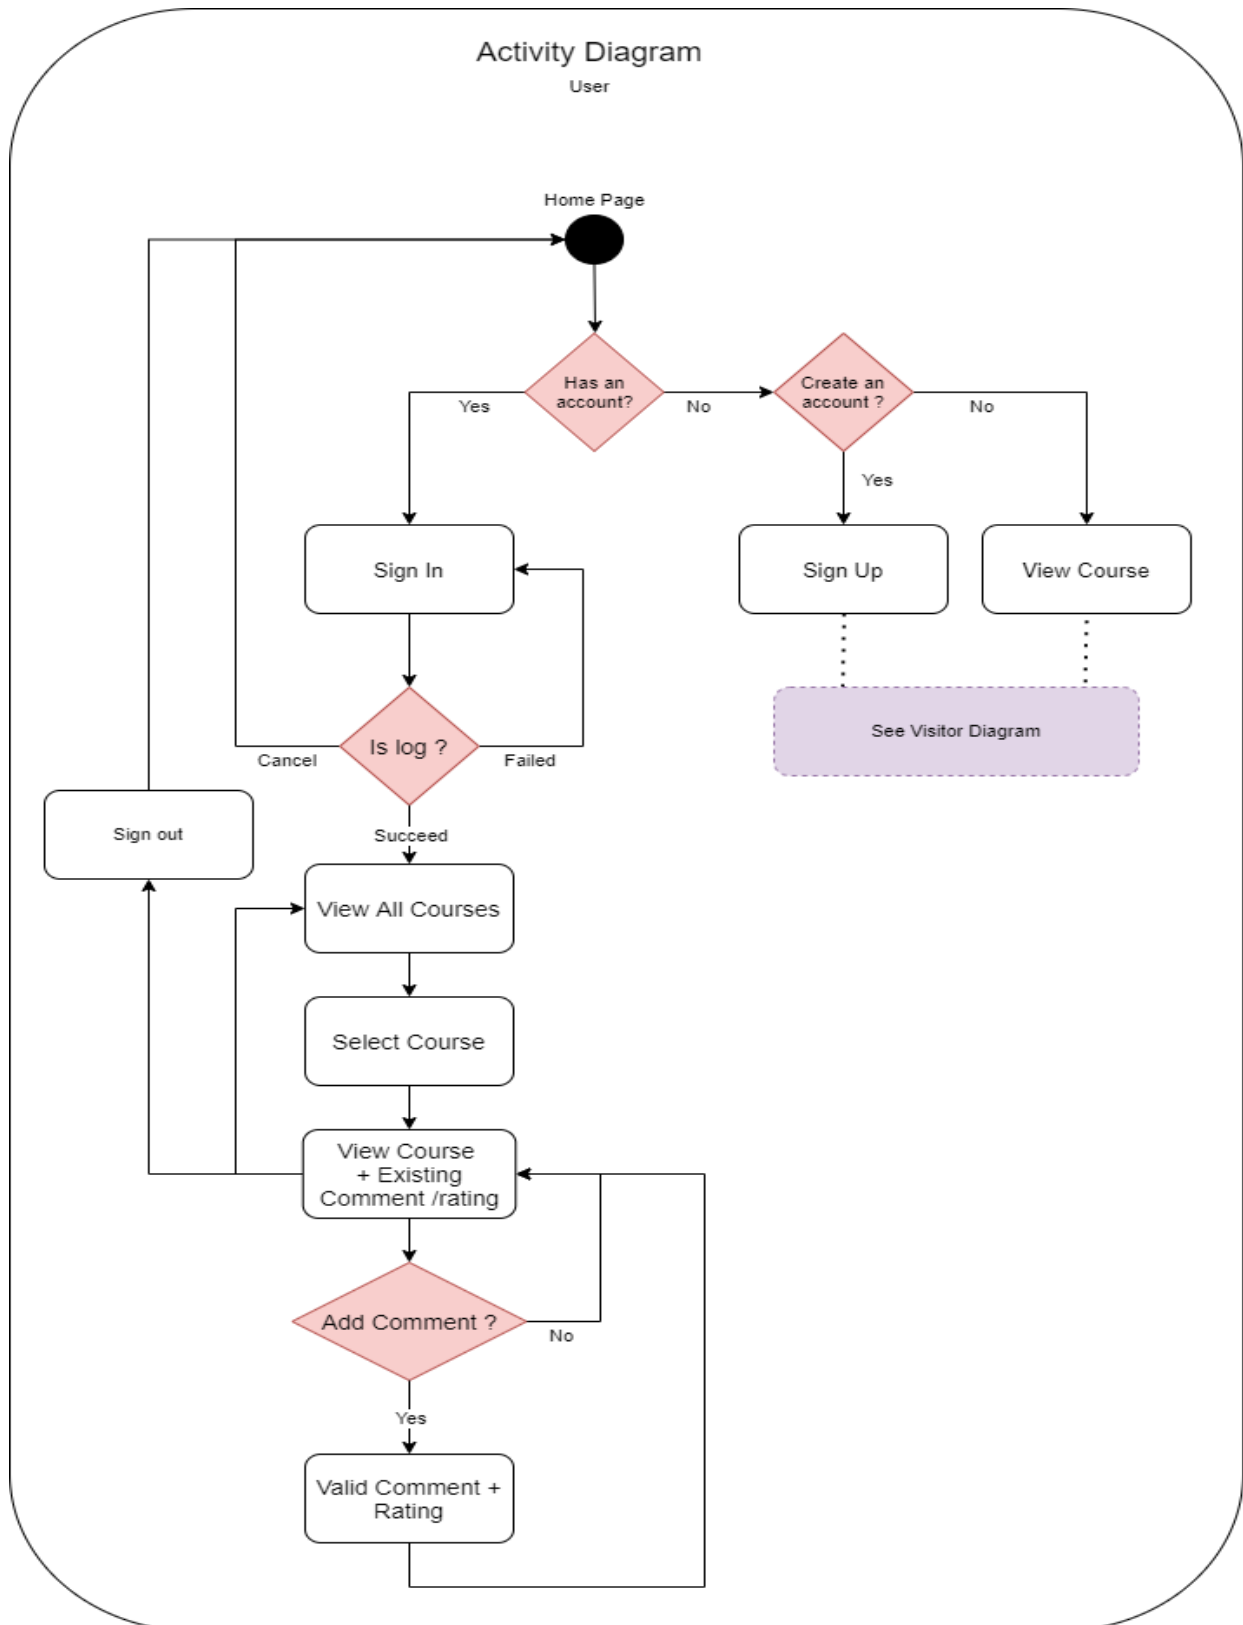 Activity Diagram
User
Home Page
Has an
account?
Create an
account ?
Yes
No
No
Yes
Sign In
Sign Up
View Course
Is log ?
See Visitor Diagram
Cancel
Failed
Sign out
Succeed
View All Courses
Select Course
View Course
+ Existing
Comment /rating
Add Comment ?
No
Yes
Valid Comment +
Rating